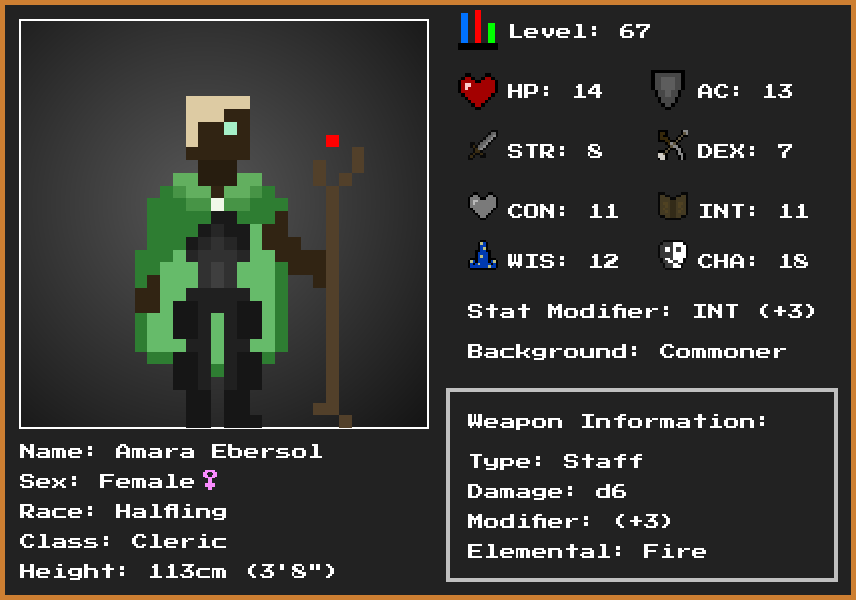 Level: 67
HP: 14
AC: 13
STR: 8
DEX: 7
CON: 11
INT: 11
WIS: 12
CHA: 18
Stat Modifier: INT (+3)
Background: Commoner
Weapon Information:
Type: Staff
Damage: d6
Modifier: (+3)
Elemental: Fire
Name: Amara Ebersol
Sex: Female♀
Race: Halfling
Class: Cleric
Height: 113cm (3'8")